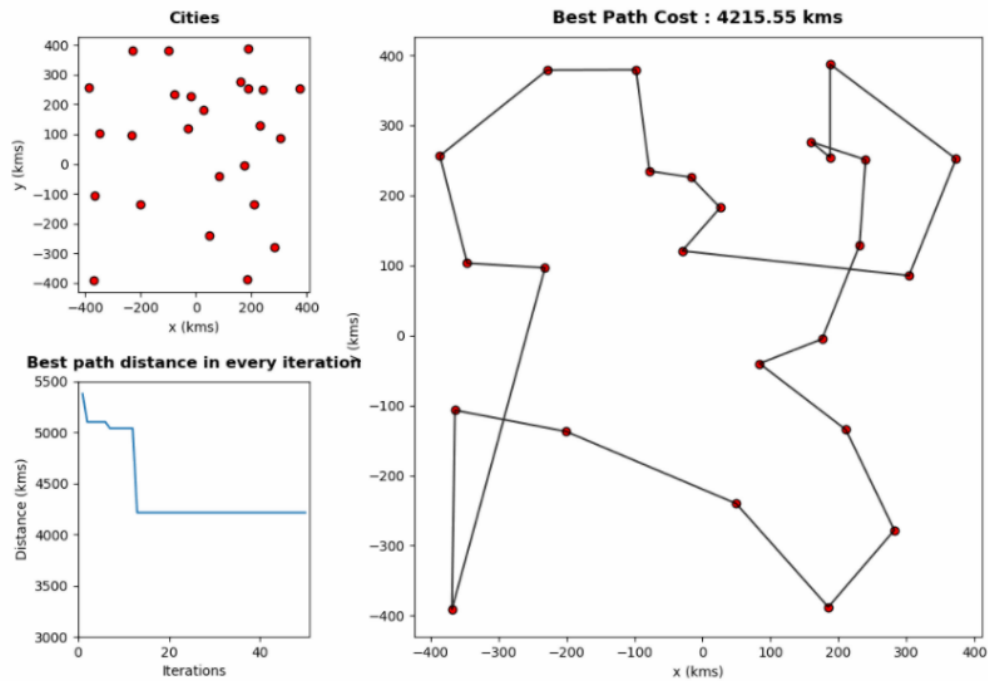 Cities
400
300
200
100
0
−100
−200
−300
−400
y (kms)
−400 −200 0 200 400
x (kms)
Best path distance in every iteration
5500
5000
4500
4000
3500
3000
Distance (kms)
0 20 40
Iterations
Best Path Cost : 4215.55 kms
400
300
200
100
0
−100
−200
−300
−400
y (kms)
−400 −300 −200 −100 0 100 200 300 400
x (kms)